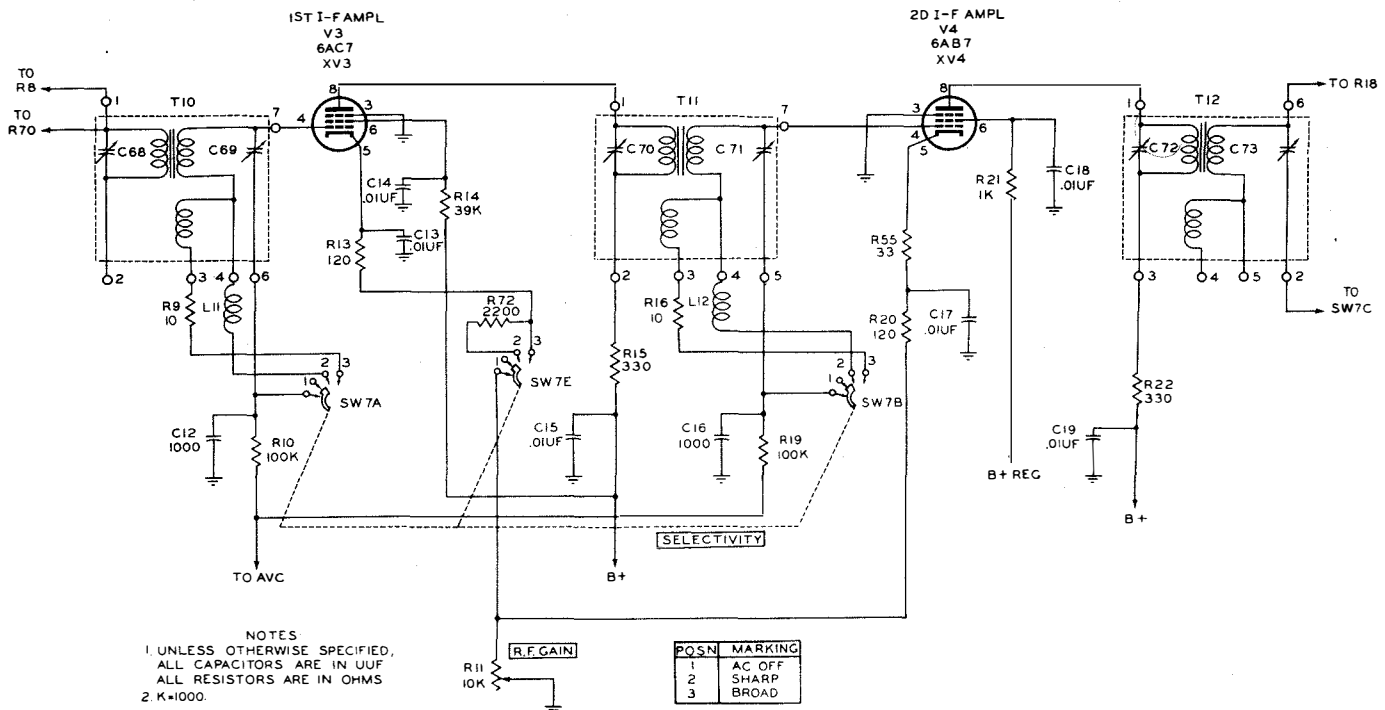 1ST I-F AMPL
V3
6AC7
XV3
2D I-F AMPL
V4
6AB7
XV4
TO
R8
TO
R70
1
T10
7
C68
C69
8
3
4
6
5
C14
.01UF
R14
39K
C13
.01UF
R13
120
2
3
4
6
R9
10
L11
R72
2200
1
2
3
SW7E
1
2
3
SW7A
C12
1000
R10
100K
TO AVC
1
T11
7
C70
C71
2
3
4
5
R16
10
L12
R15
330
1
2
3
SW7B
C15
.01UF
C16
1000
R19
100K
B+
SELECTIVITY
8
3
4
5
6
R21
1K
C18
.01UF
R55
33
R20
120
C17
.01UF
B+ REG
1
T12
6
TO R18
C72
C73
3
4
5
2
TO
SW7C
R22
330
C19
.01UF
B+
R.F. GAIN
R11
10K
NOTES
1. UNLESS OTHERWISE SPECIFIED,
ALL CAPACITORS ARE IN UUF
ALL RESISTORS ARE IN OHMS
2. K=1000.
POSN MARKING
1 AC OFF
2 SHARP
3 BROAD